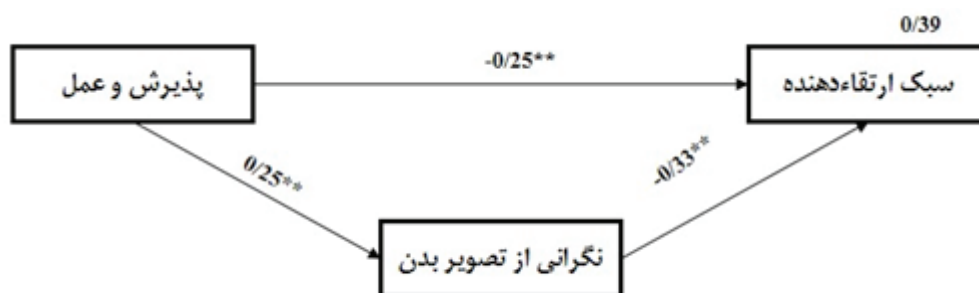 0/39
-0/25**
پذیرش و عمل
سبک ارتقاءدهنده
0/25**
-0/33**
نگرانی از تصویر بدن